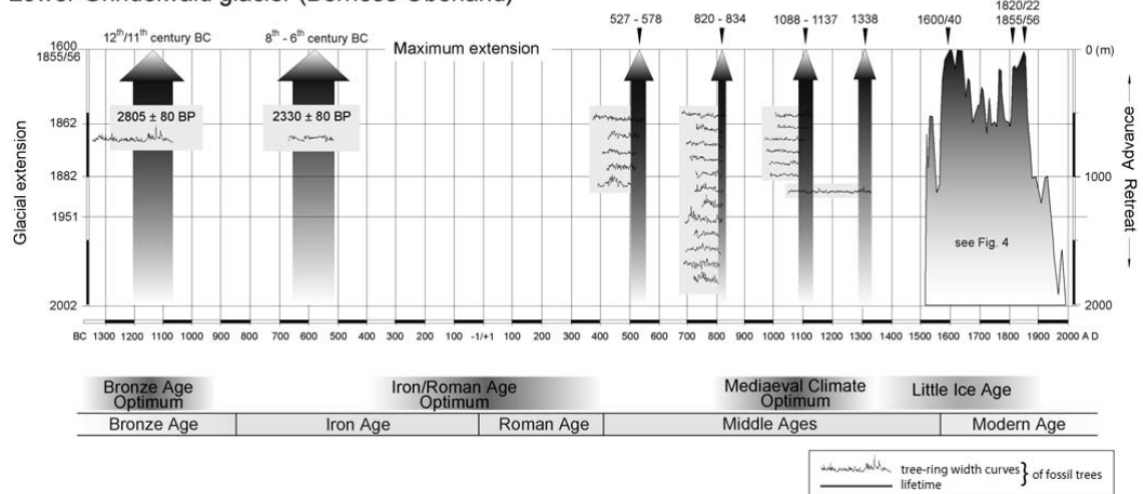 Lower Grindelwald glacier (Bernese Oberland)
1820/22
527 - 578 820 - 834 1088 - 1137 1338 1600/40 1855/56
12th/11th century BC 8th - 6th century BC Maximum extension
1600
1855/56
0 (m)
2805 ± 80 BP 2330 ± 80 BP
1862
1882
1000
1951
2002
2000
Glacial extension
Advance
Retreat
see Fig. 4
BC 1300 1200 1100 1000 900 800 700 600 500 400 300 200 100 -1/+1 100 200 300 400 500 600 700 800 900 1000 1100 1200 1300 1400 1500 1600 1700 1800 1900 2000 A D
Bronze Age
Optimum
Iron/Roman Age
Optimum
Mediaeval Climate
Optimum
Little Ice Age
Bronze Age Iron Age Roman Age Middle Ages Modern Age
tree-ring width curves
lifetime
} of fossil trees